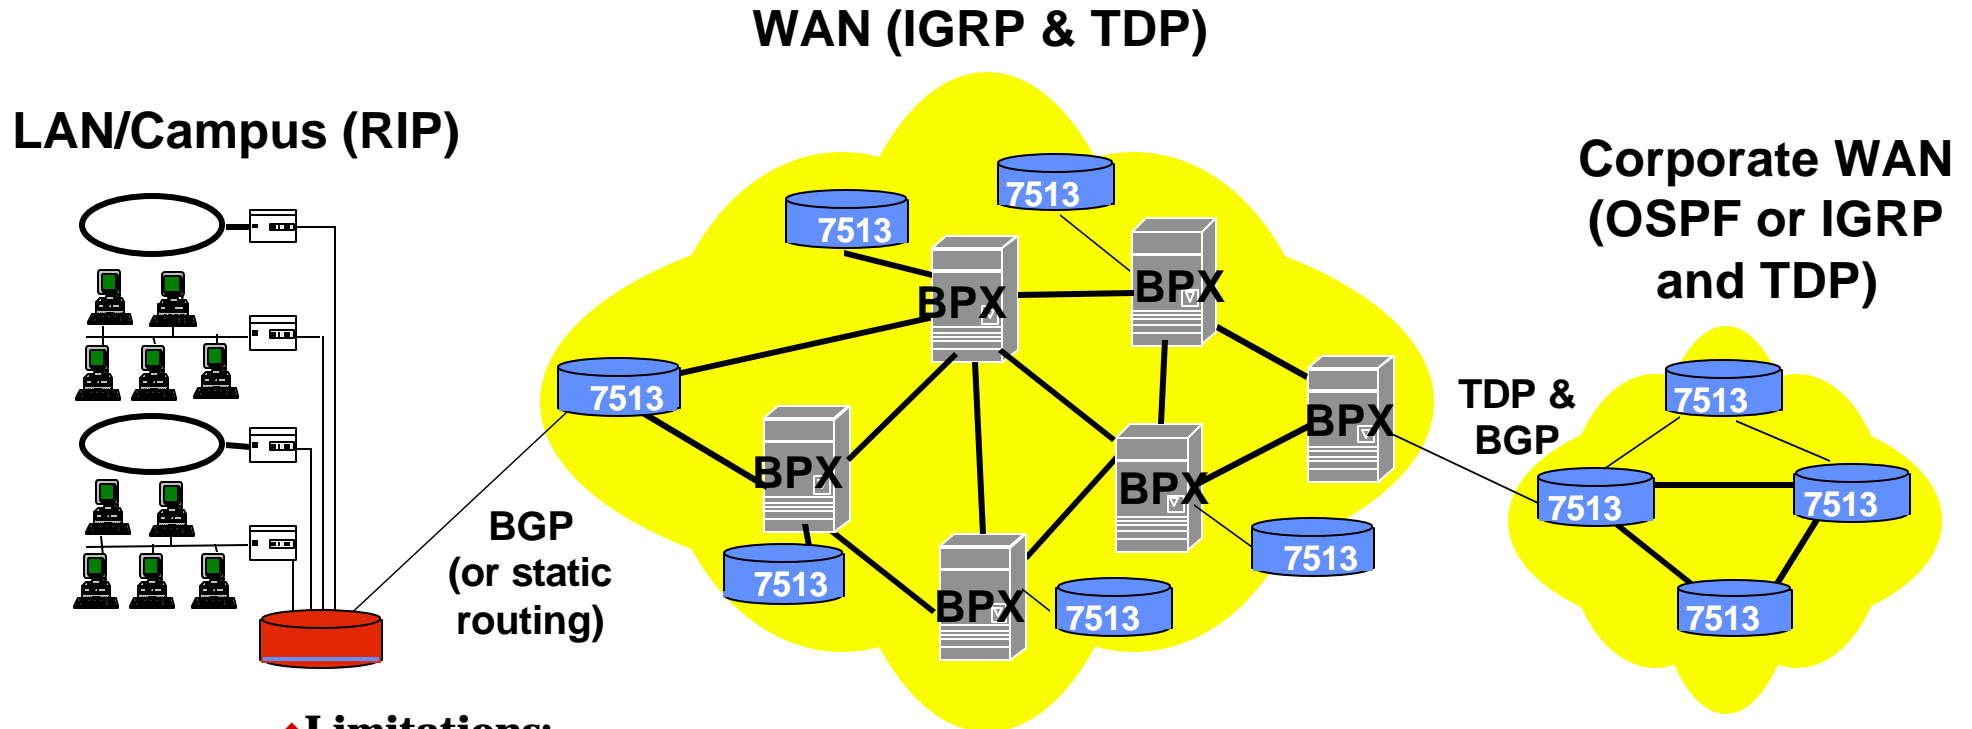 WAN (IGRP & TDP)
LAN/Campus (RIP)
Corporate WAN
(OSPF or IGRP
and TDP)
7513
7513
BPX
BPX
7513
BPX
TDP &
BGP
7513
7513
7513
7513
BPX
BPX
BGP
(or static
routing)
7513
7513
BPX
7513
7513
Limitations: